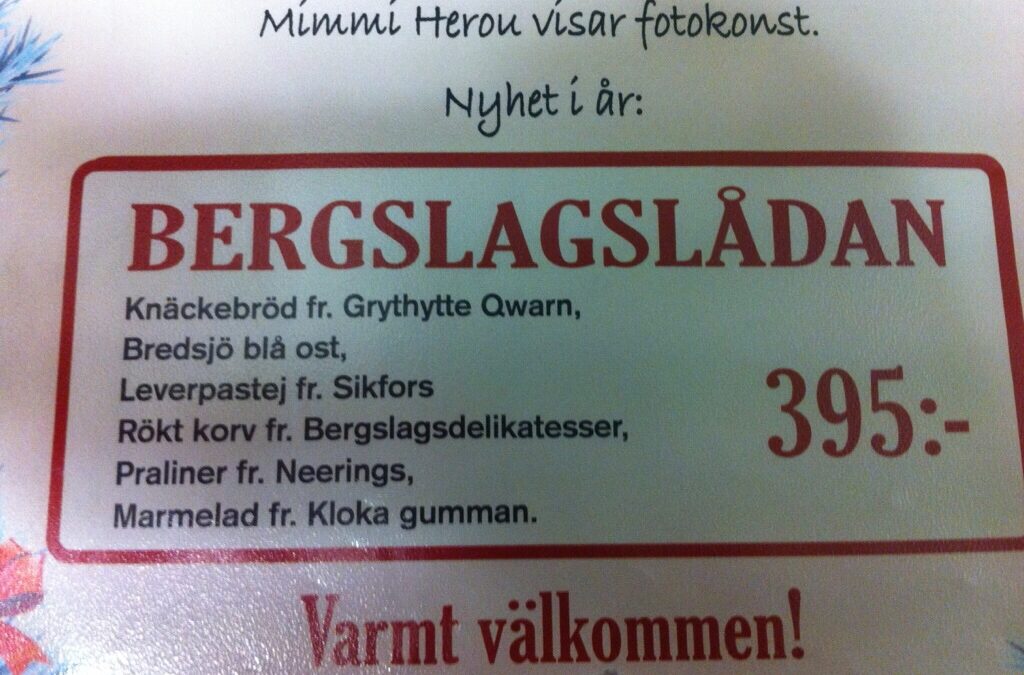 Mimmi Herou visar fotokonst.
Nyhet i år:
BERGSLAGSLÅDAN
Knäckebröd fr. Grythytte Qwarn,
Bredsjö blå ost,
Leverpastej fr. Sikfors
Rökt korv fr. Bergslagsdelikatesser,
Praliner fr. Neerings,
Marmelad fr. Kloka gumman.
395:-
Varmt välkommen!